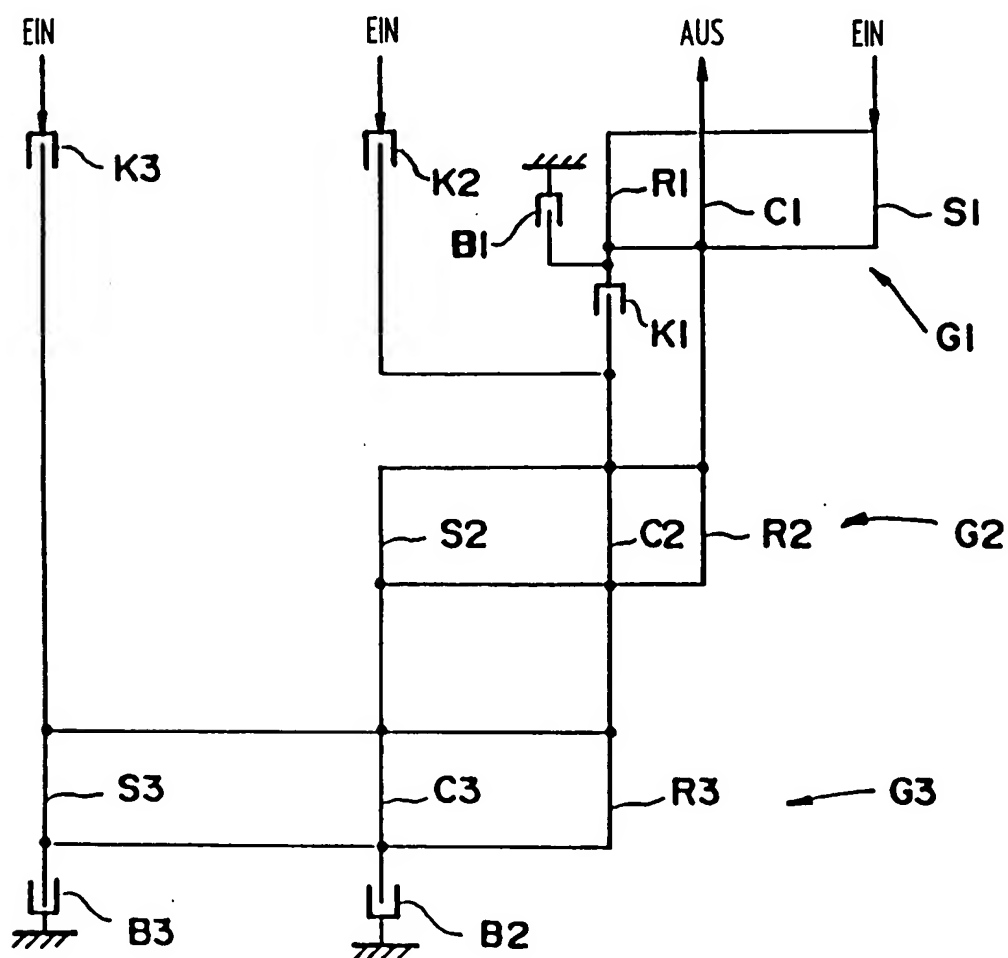 EIN EIN AUS EIN
K3 K2 R1 C1 S1
B1
K1 G1
S2 C2 R2 G2
S3 C3 R3 G3
B3 B2